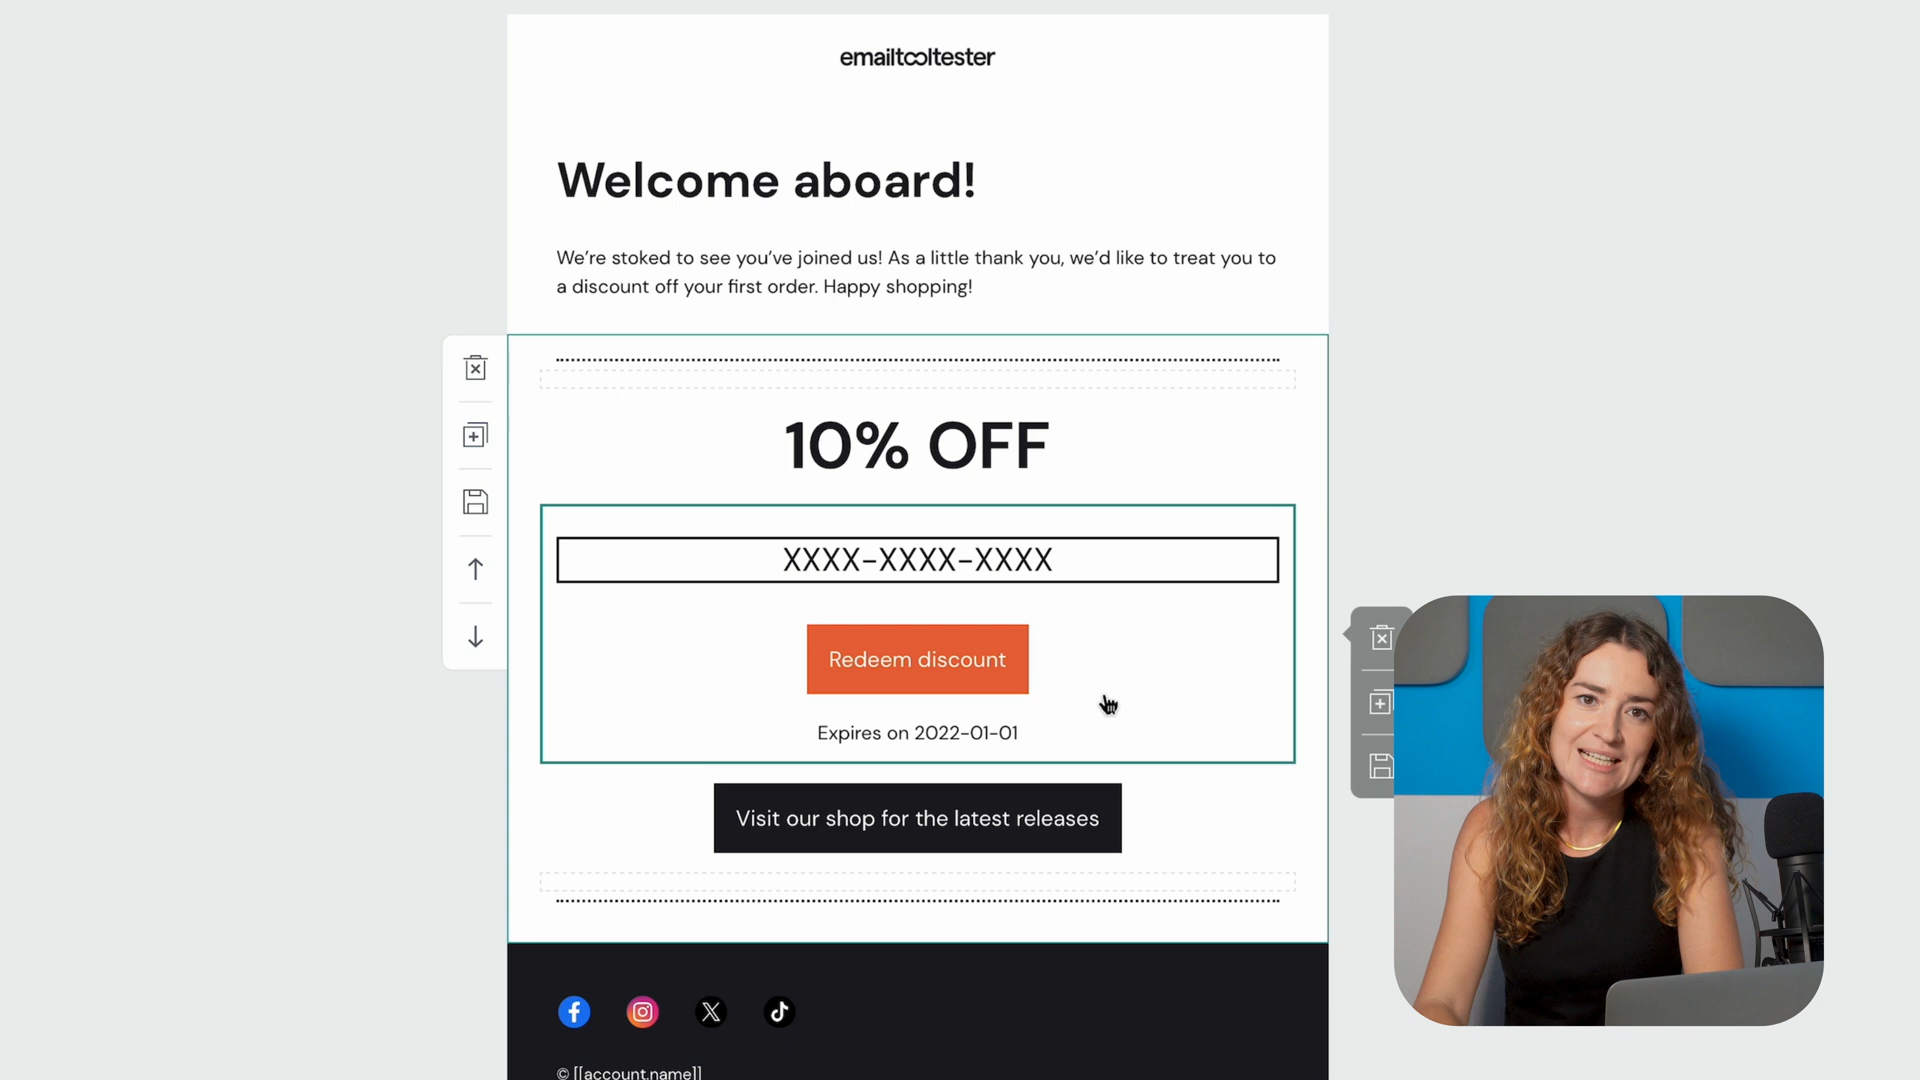 emailtooltester
Welcome aboard!
We’re stoked to see you’ve joined us! As a little thank you, we’d like to treat you to
a discount off your first order. Happy shopping!
10% OFF
XXXX-XXXX-XXXX
Redeem discount
Expires on 2022-01-01
Visit our shop for the latest releases
© [[account.name]]